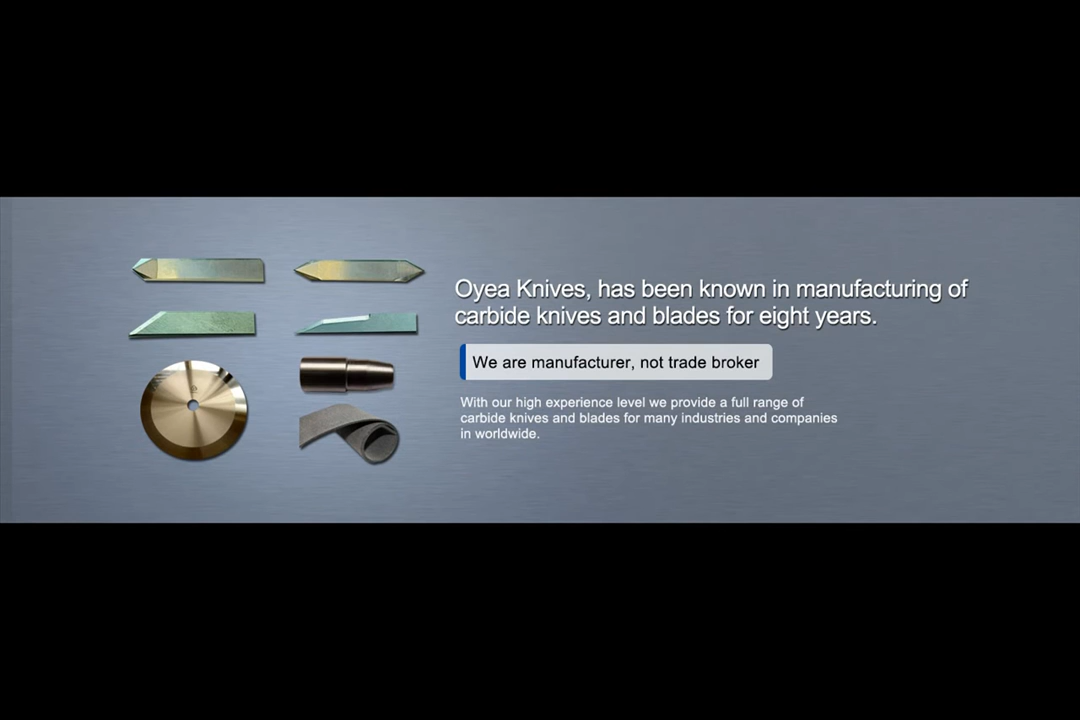 Oyea Knives, has been known in manufacturing of
carbide knives and blades for eight years.
We are manufacturer, not trade broker
With our high experience level we provide a full range of
carbide knives and blades for many industries and companies
in worldwide.